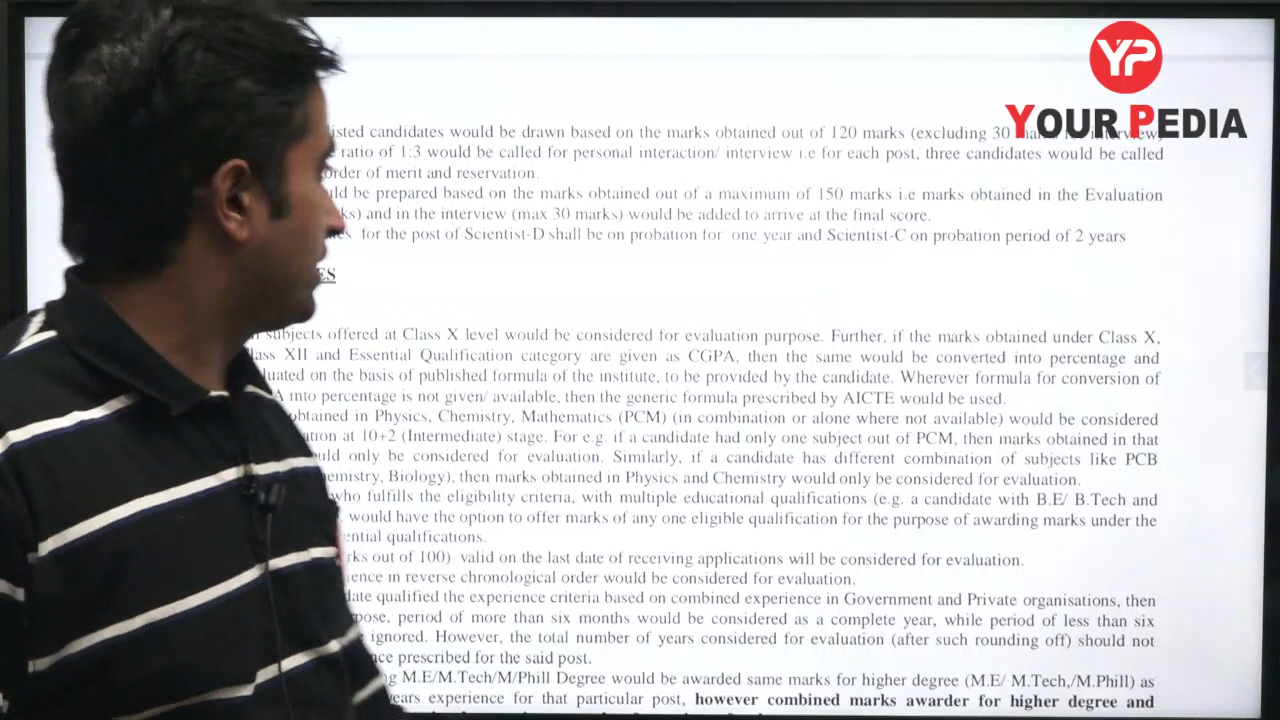 YP
YOUR PEDIA
isted candidates would be drawn based on the marks obtained out of 120 marks (excluding 30
ratio of 1:3 would be called for personal interaction/ interview i.e for each post, three candidates would be called
order of merit and reservation.
ld be prepared based on the marks obtained out of a maximum of 150 marks i.e marks obtained in the Evaluation
ks) and in the interview (max 30 marks) would be added to arrive at the final score.
es for the post of Scientist-D shall be on probation for one year and Scientist-C on probation period of 2 years
ES
subjects offered at Class X level would be considered for evaluation purpose. Further, if the marks obtained under Class X,
lass XII and Essential Qualification category are given as CGPA, then the same would be converted into percentage and
luated on the basis of published formula of the institute, to be provided by the candidate. Wherever formula for conversion of
A into percentage is not given/ available, then the generic formula prescribed by AICTE would be used.
obtained in Physics, Chemistry, Mathematics (PCM) (in combination or alone where not available) would be considered
ation at 10+2 (Intermediate) stage. For e.g. if a candidate had only one subject out of PCM, then marks obtained in that
uld only be considered for evaluation. Similarly, if a candidate has different combination of subjects like PCB
emistry, Biology), then marks obtained in Physics and Chemistry would only be considered for evaluation.
who fulfills the eligibility criteria, with multiple educational qualifications (e.g. a candidate with B.E/ B.Tech and
would have the option to offer marks of any one eligible qualification for the purpose of awarding marks under the
ential qualifications.
rks out of 100) valid on the last date of receiving applications will be considered for evaluation.
ience in reverse chronological order would be considered for evaluation.
date qualified the experience criteria based on combined experience in Government and Private organisations, then
pose, period of more than six months would be considered as a complete year, while period of less than six
ignored. However, the total number of years considered for evaluation (after such rounding off) should not
ce prescribed for the said post.
ng M.E/M.Tech/M/Phill Degree would be awarded same marks for higher degree (M.E/ M.Tech,/M.Phill) as
years experience for that particular post, however combined marks awarder for higher degree and